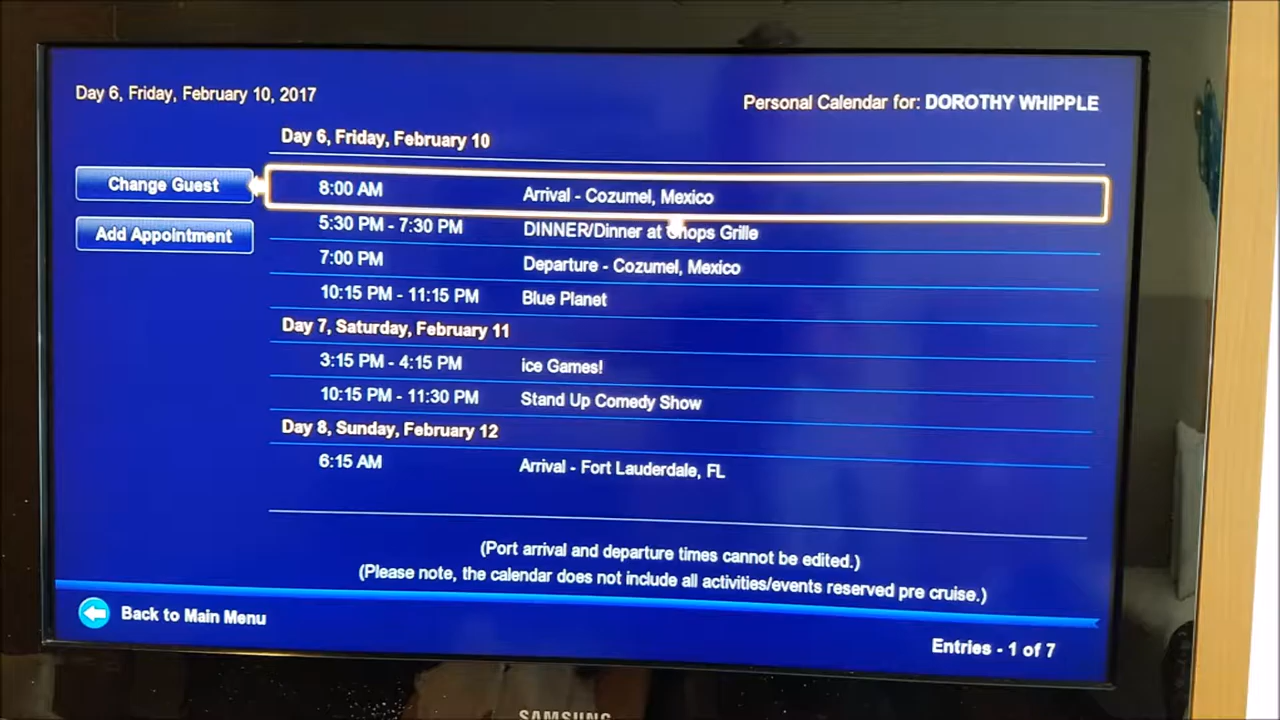 Day 6, Friday, February 10, 2017
Personal Calendar for: DOROTHY WHIPPLE
Day 6, Friday, February 10
Change Guest
8:00 AM Arrival - Cozumel, Mexico
Add Appointment
5:30 PM - 7:30 PM DINNER/Dinner at Chops Grille
7:00 PM Departure - Cozumel, Mexico
10:15 PM - 11:15 PM Blue Planet
Day 7, Saturday, February 11
3:15 PM - 4:15 PM ice Games!
10:15 PM - 11:30 PM Stand Up Comedy Show
Day 8, Sunday, February 12
6:15 AM Arrival - Fort Lauderdale, FL
(Port arrival and departure times cannot be edited.)
(Please note, the calendar does not include all activities/events reserved pre cruise.)
Back to Main Menu
Entries - 1 of 7
SAMSUNG